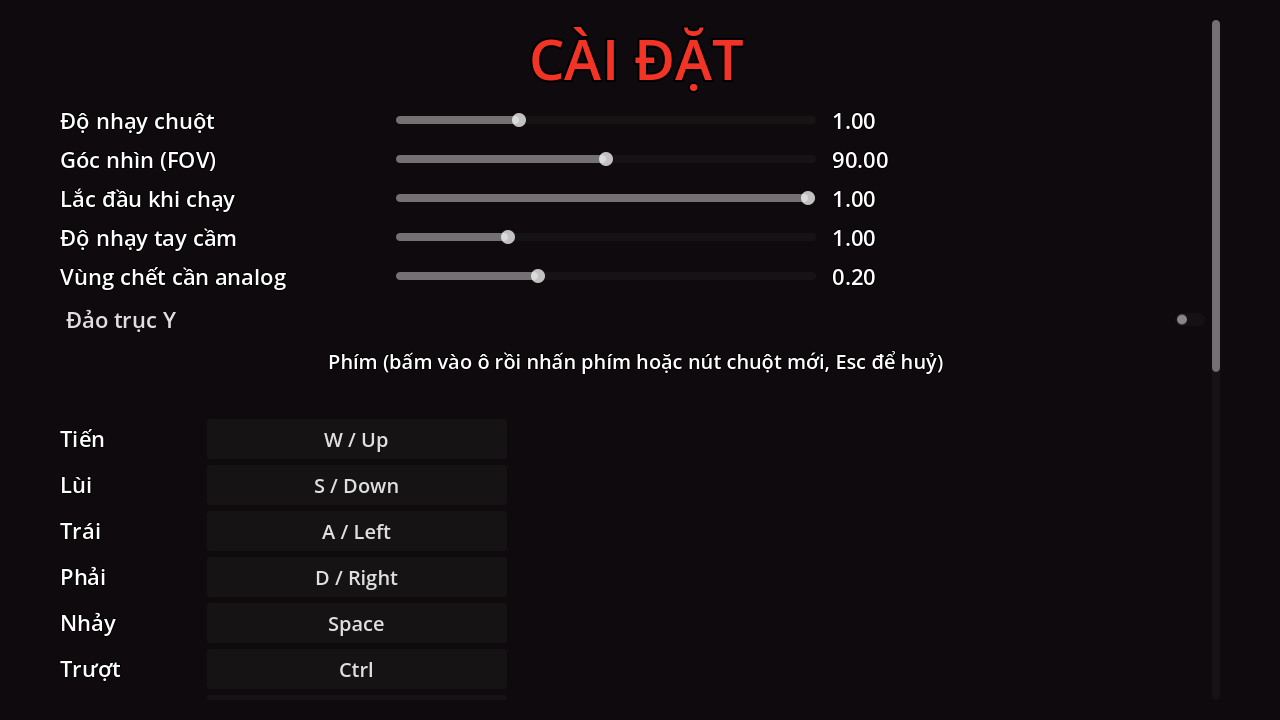 CÀI ĐẶT
Độ nhạy chuột 1.00
Góc nhìn (FOV) 90.00
Lắc đầu khi chạy 1.00
Độ nhạy tay cầm 1.00
Vùng chết cần analog 0.20
Đảo trục Y
Phím (bấm vào ô rồi nhấn phím hoặc nút chuột mới, Esc để huỷ)
Tiến W / Up
Lùi S / Down
Trái A / Left
Phải D / Right
Nhảy Space
Trượt Ctrl